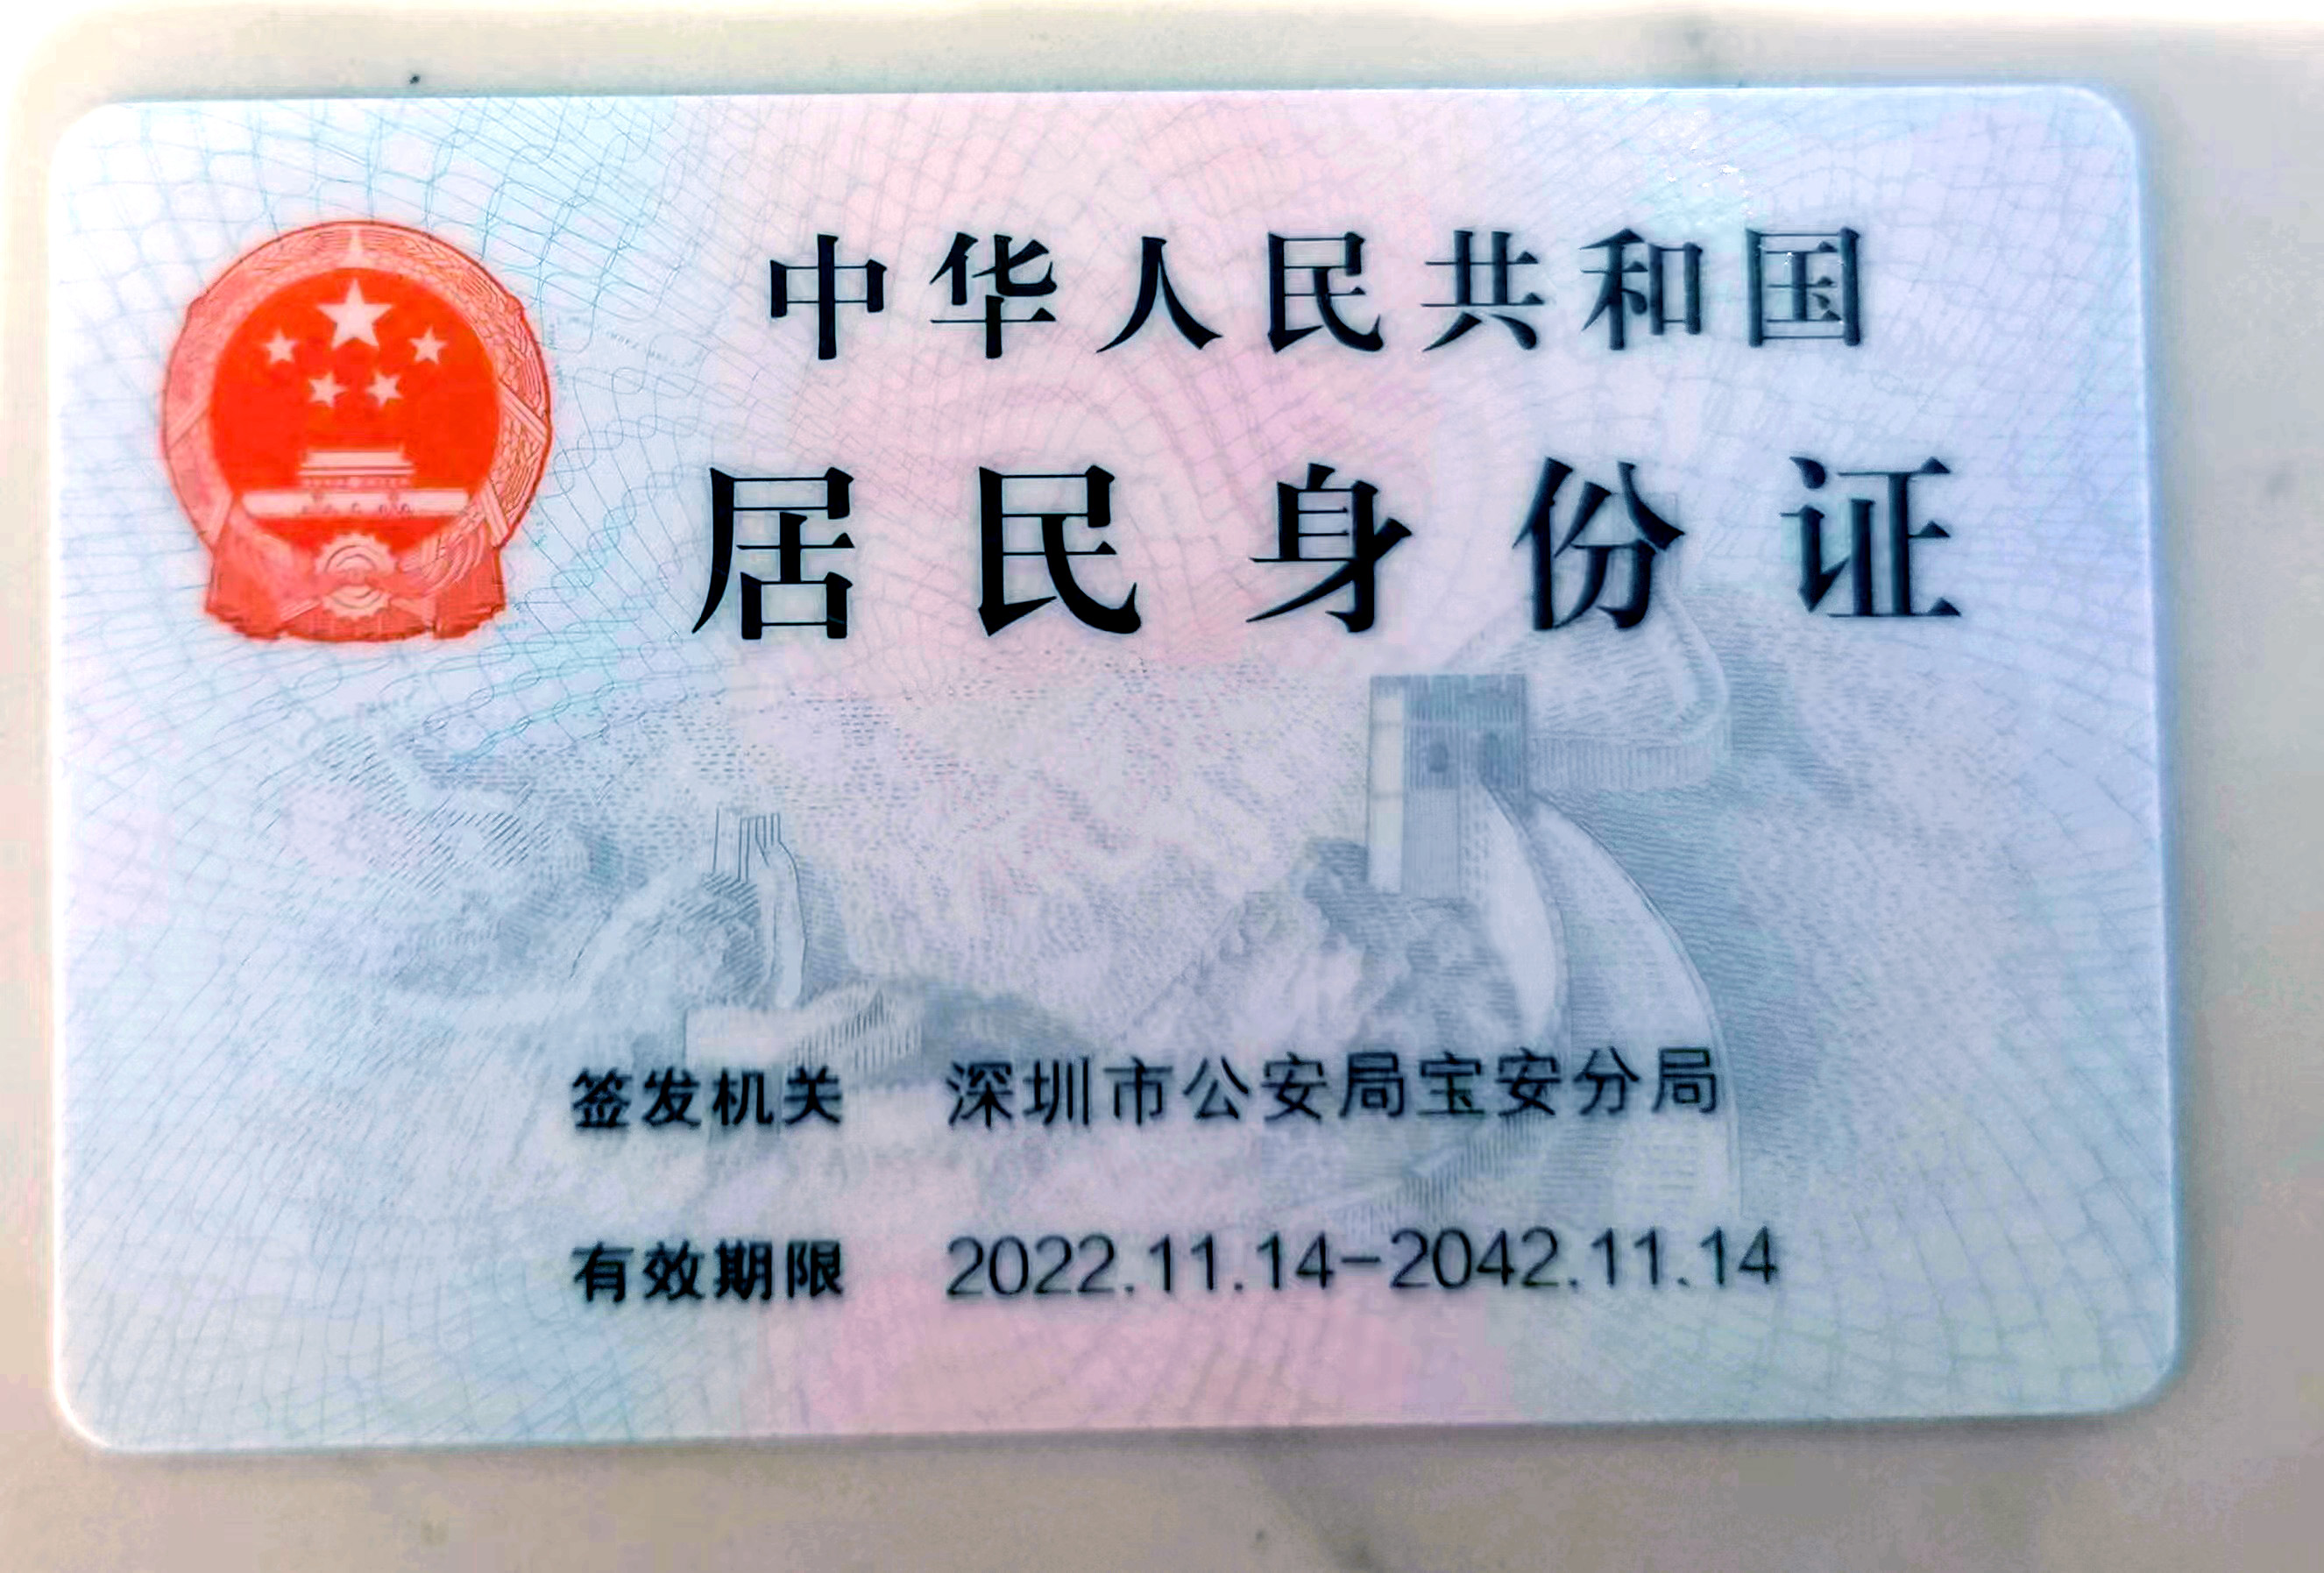 中华人民共和国
居民身份证
签发机关 深圳市公安局宝安分局
有效期限 2022.11.14-2042.11.14